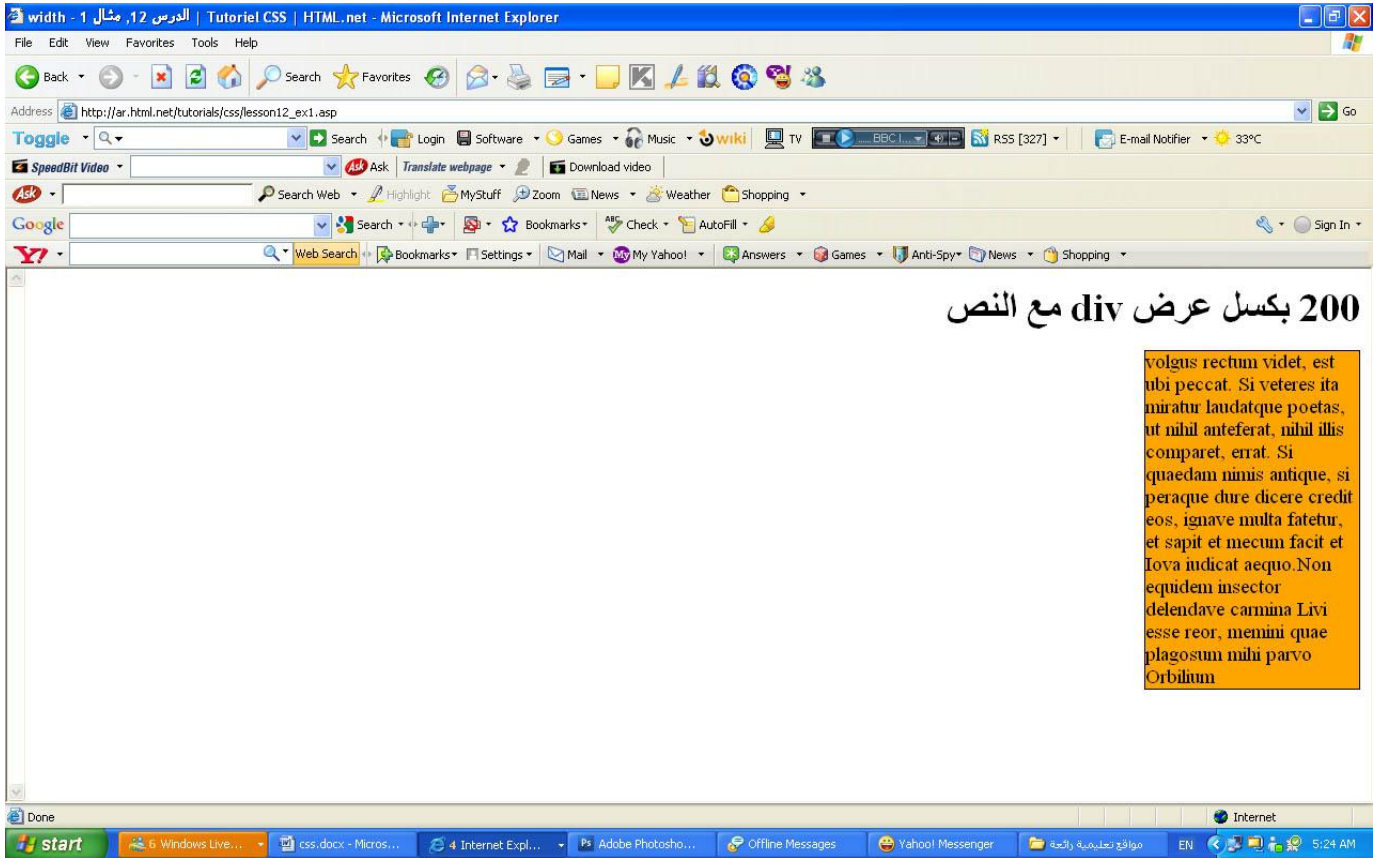 width - 1 الدرس 12, مثال | Tutoriel CSS | HTML.net - Microsoft Internet Explorer
File Edit View Favorites Tools Help
Back Search Favorites
Address http://ar.html.net/tutorials/css/lesson12_ex1.asp Go
Toggle Search Login Software Games Music wiki TV BBC I... RSS [327] E-mail Notifier 33°C
SpeedBit Video Ask Translate webpage Download video
Ask Search Web Highlight MyStuff Zoom News Weather Shopping
Google Search Bookmarks Check AutoFill Sign In
Y! Web Search Bookmarks Settings Mail My Yahoo! Answers Games Anti-Spy News Shopping
200 بكسل عرض div مع النص
volgus rectum videt, est
ubi peccat. Si veteres ita
miratur laudatque poetas,
ut nihil anteferat, nihil illis
comparet, errat. Si
quaedam nimis antique, si
peraque dure dicere credit
eos, ignave multa fatetur,
et sapit et mecum facit et
Iova iudicat aequo.Non
equidem insector
delendave carmina Livi
esse reor, memini quae
plagosum mihi parvo
Orbilium
Done Internet
start 6 Windows Live... css.docx - Micros... 4 Internet Expl... Ps Adobe Photosho... Offline Messages Yahoo! Messenger مواقع تعليمية رائعة EN 5:24 AM